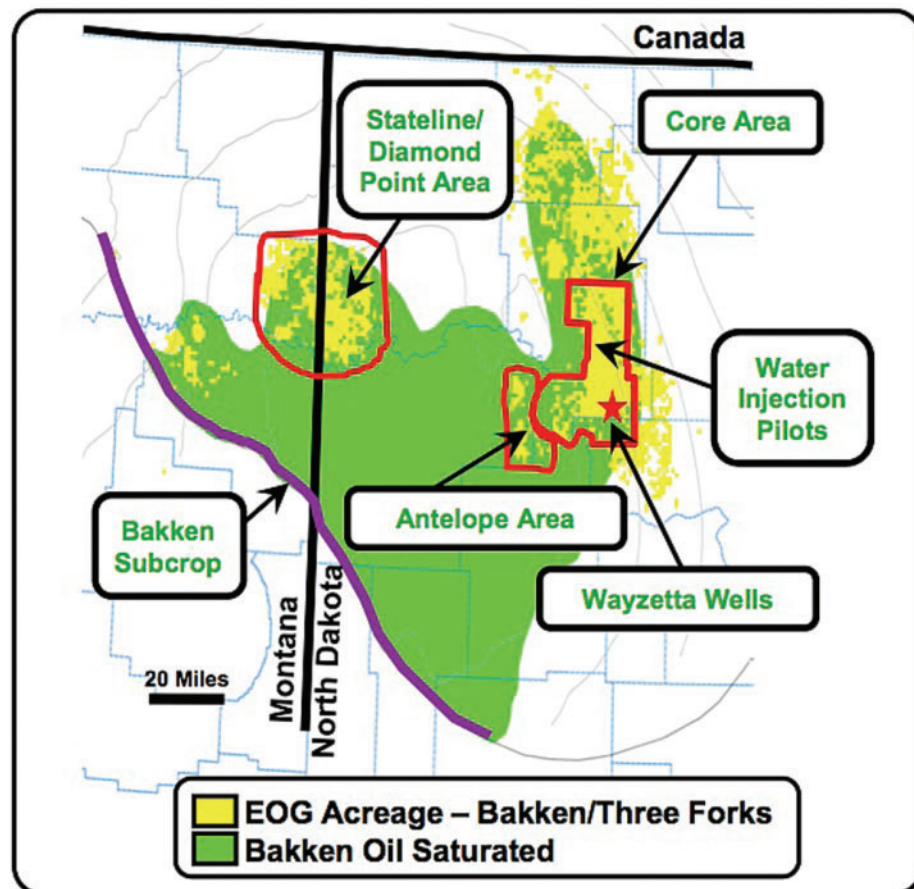 Canada
Stateline/
Diamond
Point Area
Core Area
Water
Injection
Pilots
Antelope Area
Bakken
Subcrop
Wayzetta Wells
Montana
North Dakota
20 Miles
EOG Acreage – Bakken/Three Forks
Bakken Oil Saturated